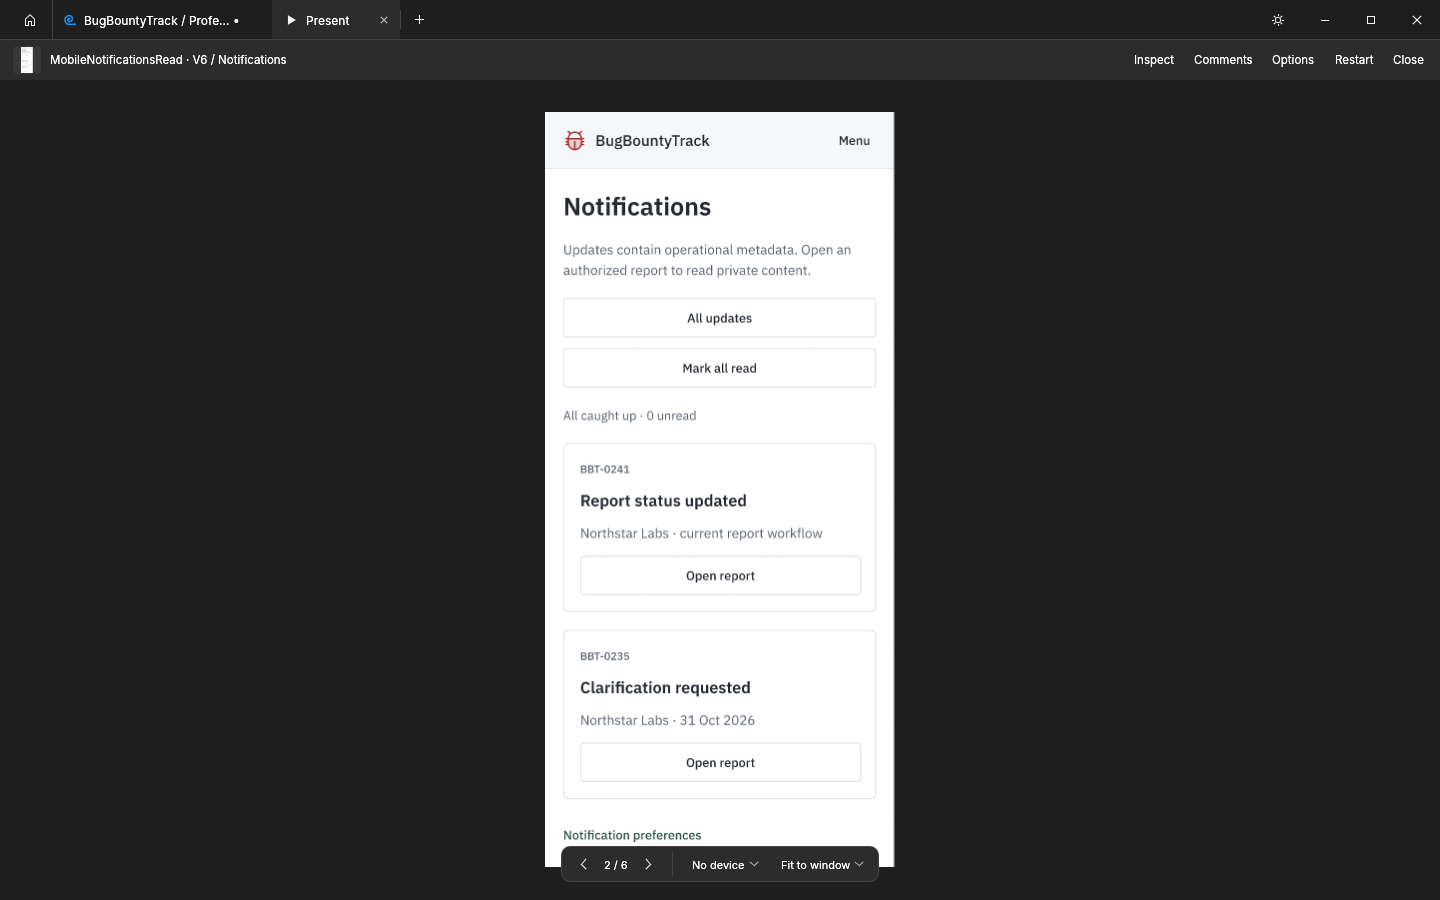 BugBountyTrack / Profe... •
Present
MobileNotificationsRead · V6 / Notifications
Inspect
Comments
Options
Restart
Close
BugBountyTrack
Menu
Notifications
Updates contain operational metadata. Open an
authorized report to read private content.
All updates
Mark all read
All caught up · 0 unread
BBT-0241
Report status updated
Northstar Labs · current report workflow
Open report
BBT-0235
Clarification requested
Northstar Labs · 31 Oct 2026
Open report
Notification preferences
2 / 6
No device
Fit to window